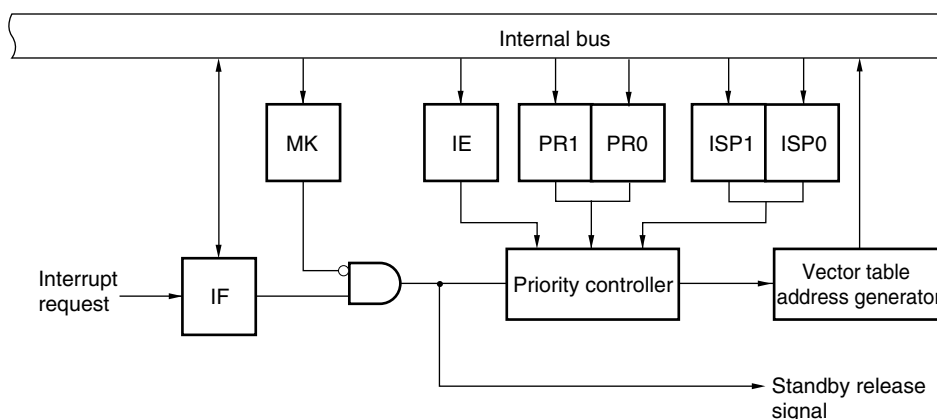 Internal bus
MK
IE
PR1
PR0
ISP1
ISP0
Interrupt
request
IF
Priority controller
Vector table
address generator
Standby release
signal